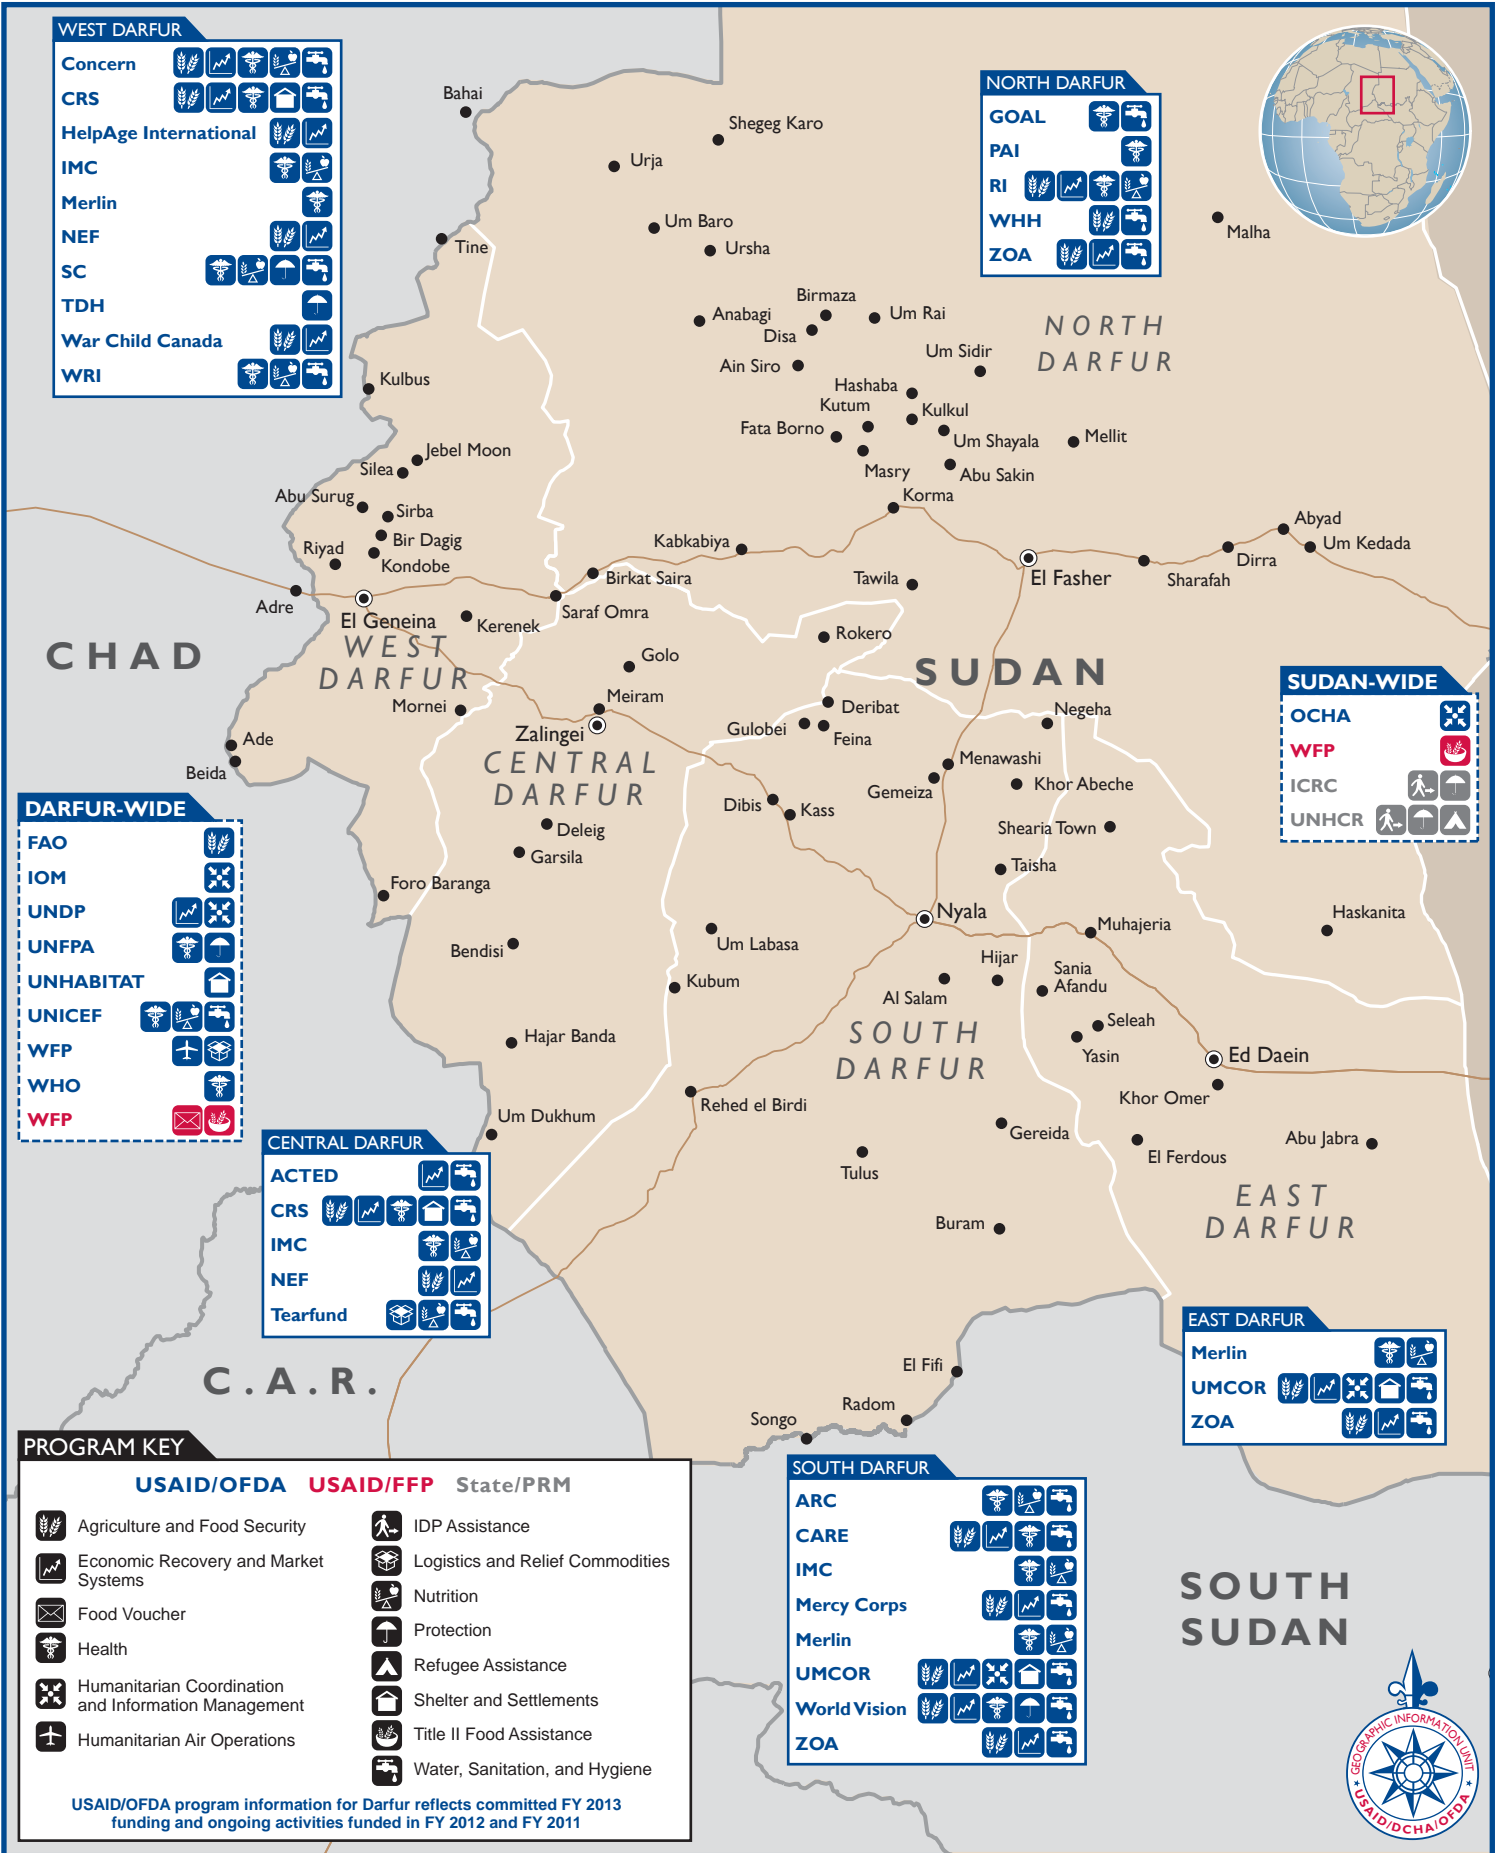 WEST DARFUR
Concern
CRS
HelpAge International
IMC
Merlin
NEF
SC
TDH
War Child Canada
WRI
NORTH DARFUR
GOAL
PAI
RI
WHH
ZOA
Bahai
Shegeg Karo
Urja
Um Baro
Ursha
Tine
Malha
Birmaza
Anabagi
Um Rai
Disa
NORTH
DARFUR
Um Sidir
Ain Siro
Kulbus
Hashaba
Kutum
Kulkul
Fata Borno
Um Shayala
Mellit
Jebel Moon
Silea
Masry
Abu Sakin
Abu Surug
Korma
Sirba
Abyad
Bir Dagig
Kabkabiya
Um Kedada
Riyad
Kondobe
Dirra
Birkat Saira
Tawila
El Fasher
Sharafah
Adre
El Geneina
Kerenek
Saraf Omra
Rokero
CHAD
WEST
DARFUR
Golo
SUDAN
Mornei
Meiram
Deribat
Negeha
Zalingei
Gulobei
Feina
Ade
Beida
CENTRAL
DARFUR
Menawashi
Gemeiza
Khor Abeche
Dibis
Kass
Shearia Town
Deleig
Garsila
Taisha
Foro Baranga
Nyala
Muhajeria
Haskanita
Bendisi
Um Labasa
Hijar
Sania
Afandu
Kubum
Al Salam
Seleah
Yasin
Hajar Banda
SOUTH
DARFUR
Ed Daein
Khor Omer
Rehed el Birdi
Um Dukhum
Gereida
El Ferdous
Abu Jabra
Tulus
EAST
DARFUR
Buram
El Fifi
Radom
Songo
C.A.R.
SOUTH
SUDAN
SUDAN-WIDE
OCHA
WFP
ICRC
UNHCR
DARFUR-WIDE
FAO
IOM
UNDP
UNFPA
UNHABITAT
UNICEF
WFP
WHO
WFP
CENTRAL DARFUR
ACTED
CRS
IMC
NEF
Tearfund
EAST DARFUR
Merlin
UMCOR
ZOA
SOUTH DARFUR
ARC
CARE
IMC
Mercy Corps
Merlin
UMCOR
World Vision
ZOA
PROGRAM KEY
USAID/OFDA USAID/FFP State/PRM
Agriculture and Food Security
Economic Recovery and Market
Systems
Food Voucher
Health
Humanitarian Coordination
and Information Management
Humanitarian Air Operations
IDP Assistance
Logistics and Relief Commodities
Nutrition
Protection
Refugee Assistance
Shelter and Settlements
Title II Food Assistance
Water, Sanitation, and Hygiene
USAID/OFDA program information for Darfur reflects committed FY 2013
funding and ongoing activities funded in FY 2012 and FY 2011
GEOGRAPHIC INFORMATION UNIT
USAID/DCHA/OFDA